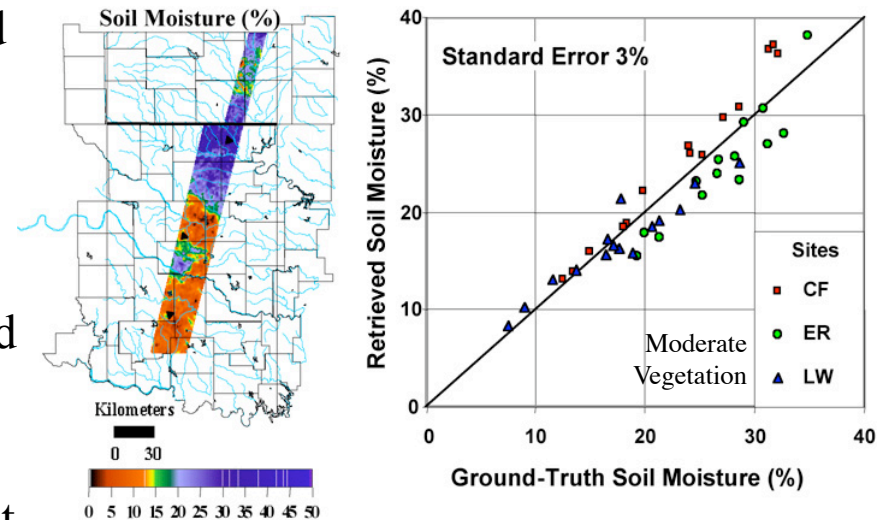 d
Soil Moisture (%)
d
Kilometers
0 30
0 5 10 15 20 25 30 35 40 45 50
t
Retrieved Soil Moisture (%)
40
30
20
10
0
Standard Error 3%
Sites
CF
ER
LW
Moderate
Vegetation
0 10 20 30 40
Ground-Truth Soil Moisture (%)